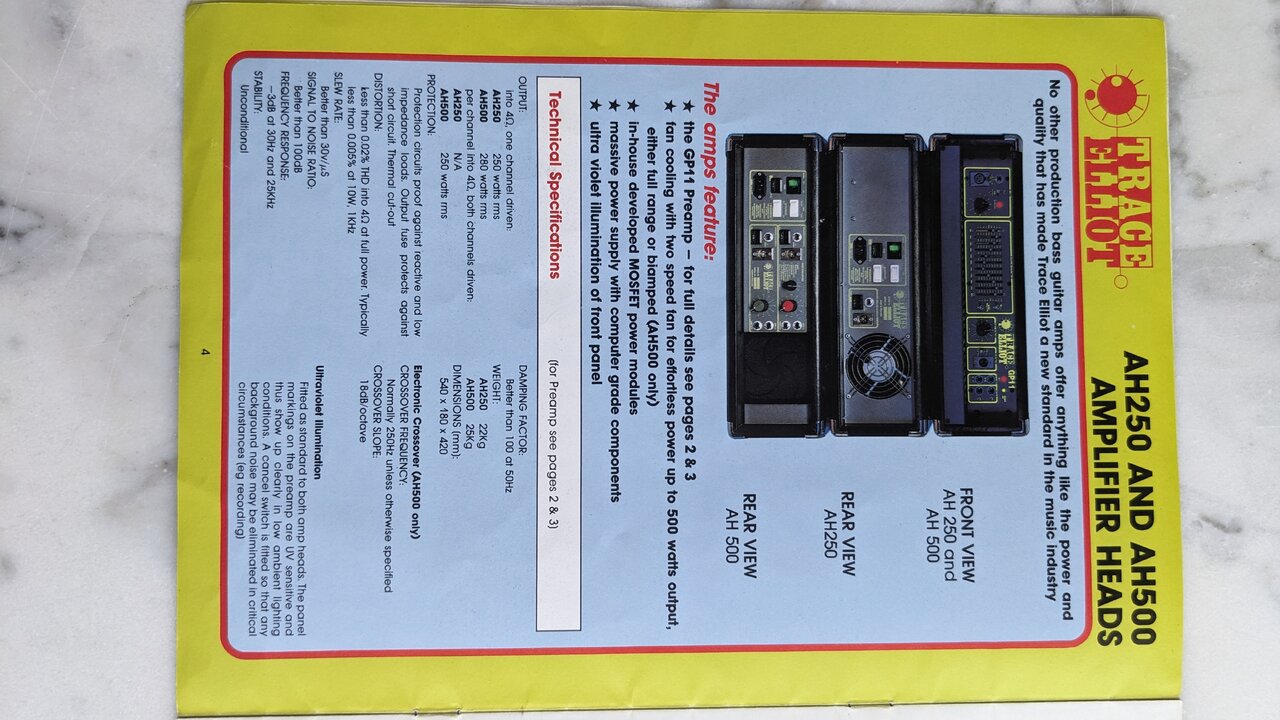 TRACE
ELLIOT
AH250 AND AH500
AMPLIFIER HEADS
No other production bass guitar amps offer anything like the power and
quality that has made Trace Elliot a new standard in the music industry
TRACE
ELLIOT
GP11
FRONT VIEW
AH 250 and
AH 500
REAR VIEW
AH250
REAR VIEW
AH 500
The amps feature:
★ the GP11 Preamp – for full details see pages 2 & 3
★ fan cooling with two speed fan for effortless power up to 500 watts output,
either full range or biamped (AH500 only)
★ in-house developed MOSFET power modules
★ massive power supply with computer grade components
★ ultra violet illumination of front panel
Technical Specifications
(for Preamp see pages 2 & 3)
OUTPUT:
into 4Ω, one channel driven:
AH250 250 watts rms
AH500 280 watts rms
per channel into 4Ω, both channels driven:
AH250 N/A
AH500 250 watts rms
PROTECTION:
Protection circuits proof against reactive and low
impedance loads. Output fuse protects against
short circuit. Thermal cut-out
DISTORTION:
Less than 0.02% THD into 4Ω at full power. Typically
less than 0.005% at 10W, 1KHz
SLEW RATE:
Better than 30v/μS
SIGNAL TO NOISE RATIO:
Better than 100dB
FREQUENCY RESPONSE:
–3dB at 30Hz and 25KHz
STABILITY:
Unconditional
DAMPING FACTOR:
Better than 100 at 50Hz
WEIGHT:
AH250 22Kg
AH500 25Kg
DIMENSIONS (mm):
540 x 180 x 420
Electronic Crossover (AH500 only)
CROSSOVER FREQUENCY:
Normally 250Hz unless otherwise specified
CROSSOVER SLOPE:
18dB/octave
Ultraviolet Illumination
Fitted as standard to both amp heads. The panel
markings on the preamp are UV sensitive and
thus show up clearly in low ambient lighting
conditions. A cancel switch is fitted so that any
background noise may be eliminated in critical
circumstances (eg recording)
4